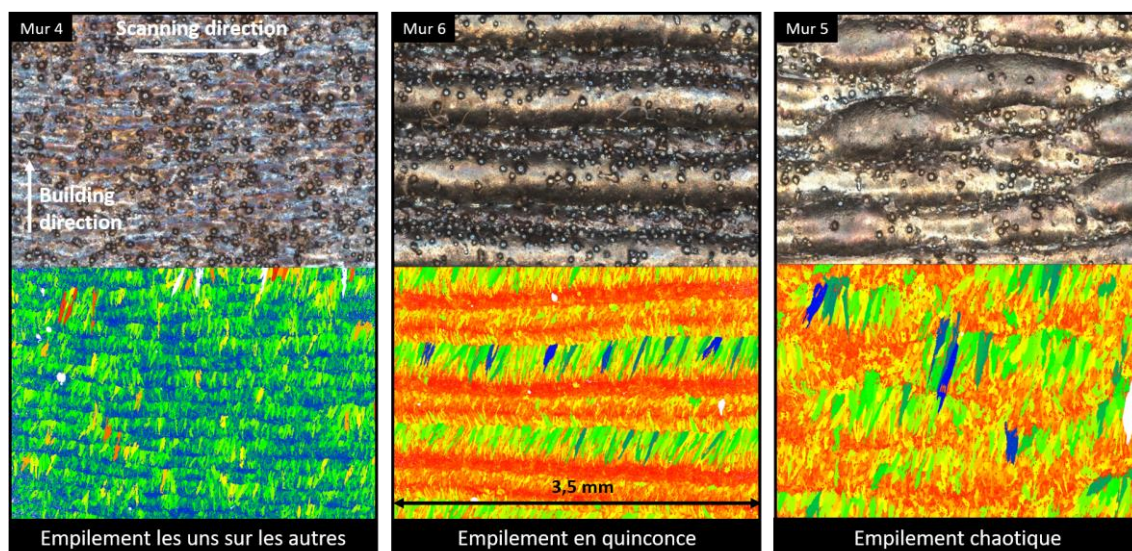 Mur 4
Scanning direction
Building
direction
Empilement les uns sur les autres
Mur 6
3,5 mm
Empilement en quinconce
Mur 5
Empilement chaotique